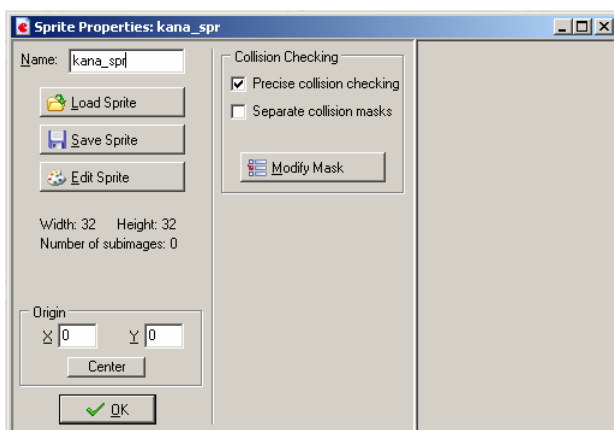 Sprite Properties: kana_spr
Name: kana_spr
Load Sprite
Save Sprite
Edit Sprite
Width: 32 Height: 32
Number of subimages: 0
Origin
X 0 Y 0
Center
OK
Collision Checking
Precise collision checking
Separate collision masks
Modify Mask